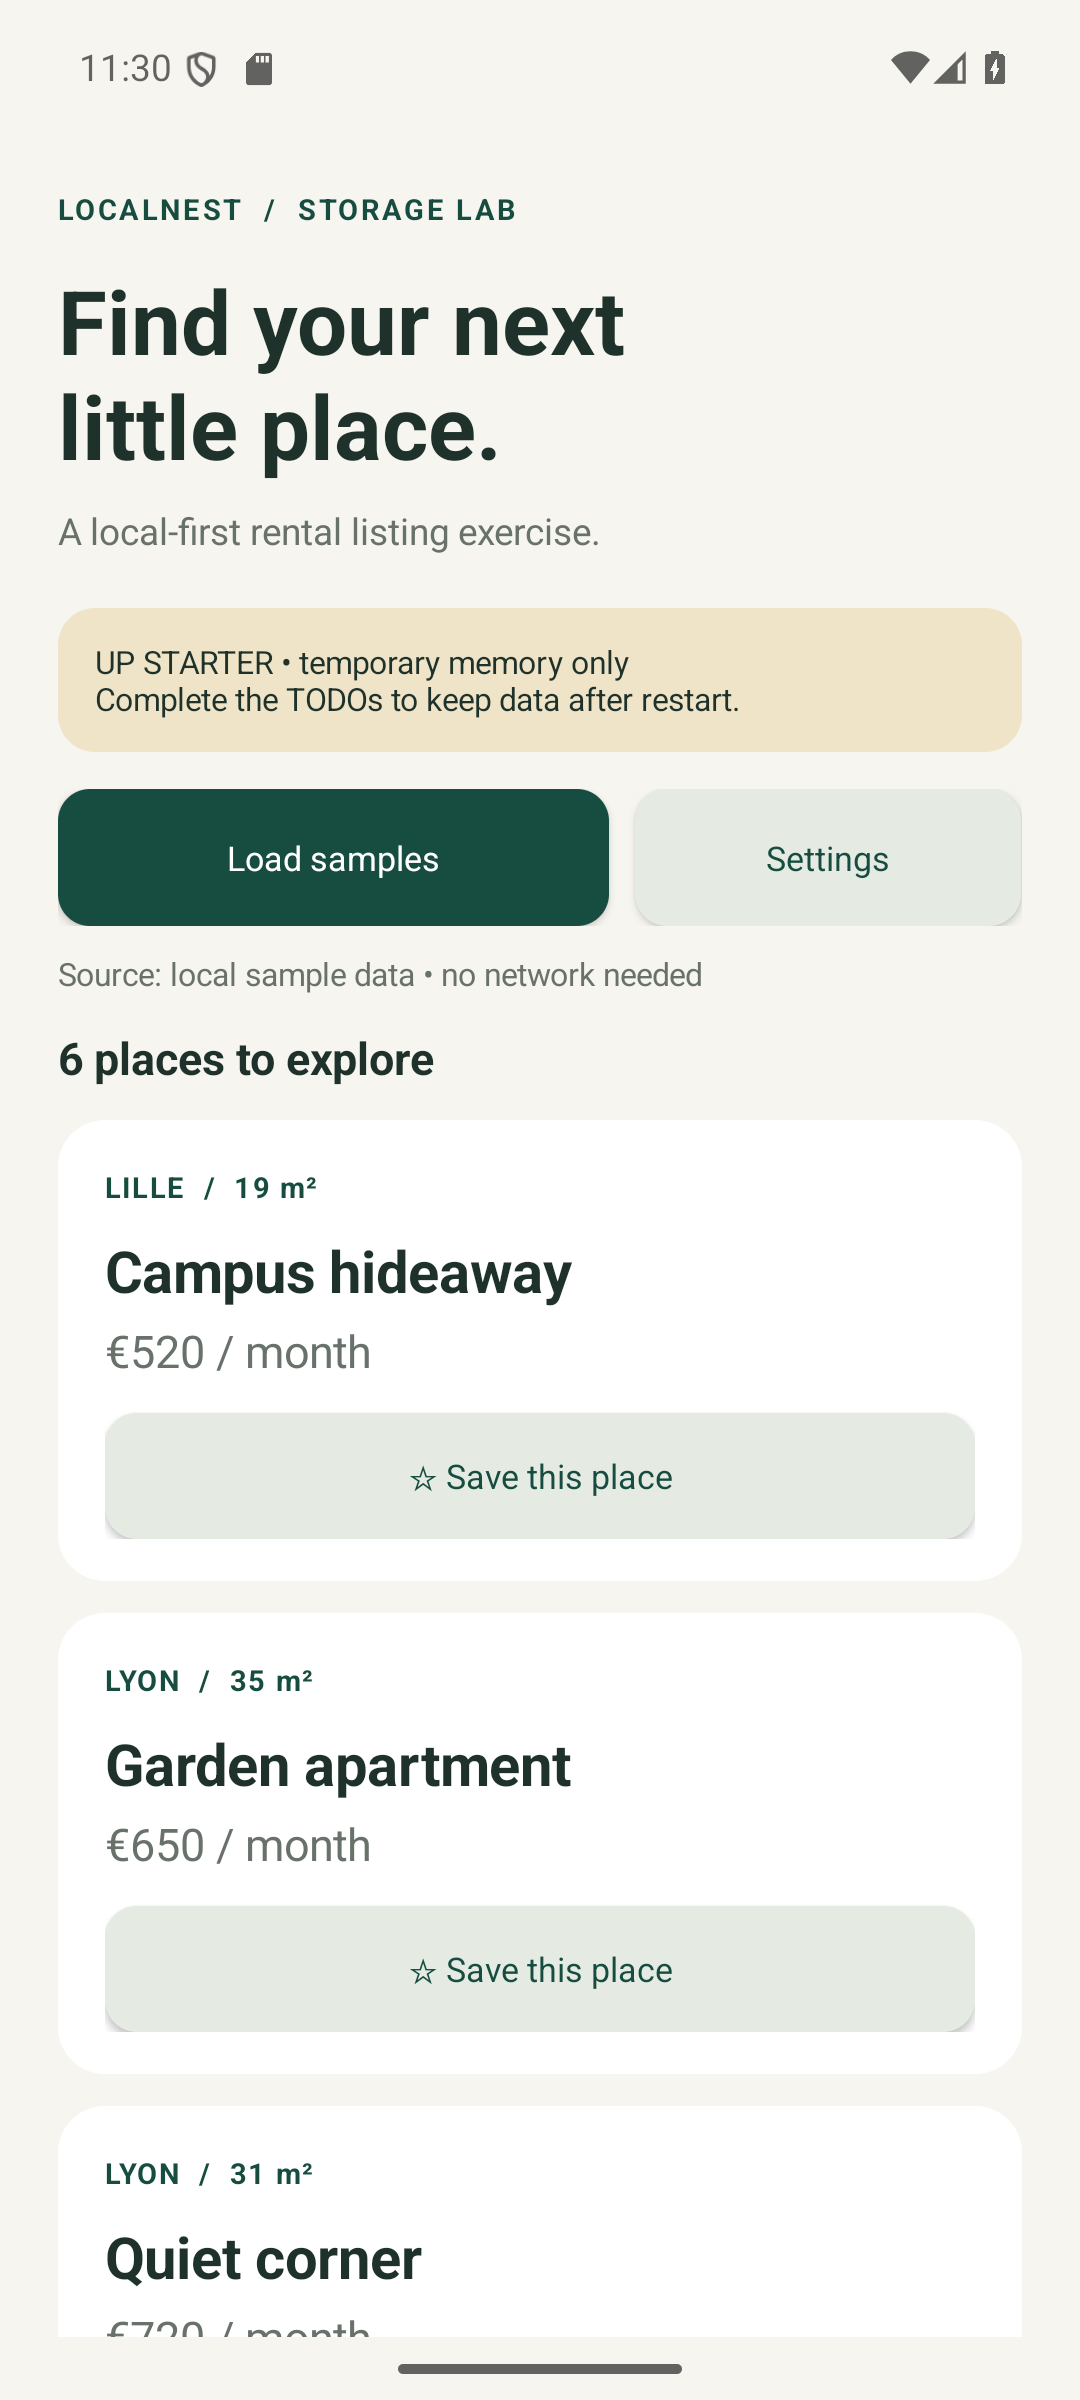 11:30
LOCALNEST / STORAGE LAB
Find your next
little place.
A local-first rental listing exercise.
UP STARTER • temporary memory only
Complete the TODOs to keep data after restart.
Load samples
Settings
Source: local sample data • no network needed
6 places to explore
LILLE / 19 m²
Campus hideaway
€520 / month
☆ Save this place
LYON / 35 m²
Garden apartment
€650 / month
☆ Save this place
LYON / 31 m²
Quiet corner
€720 / month